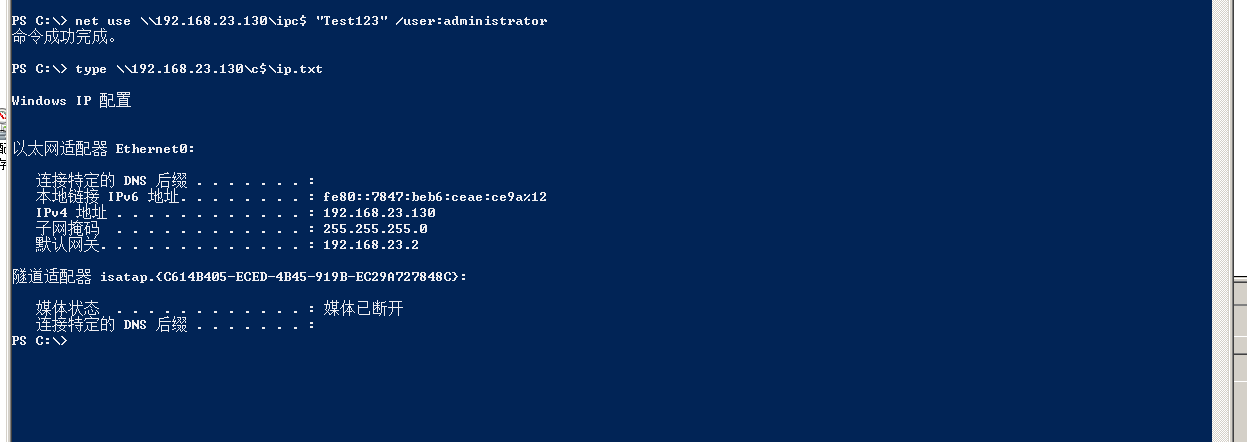 PS C:\> net use \\192.168.23.130\ipc$ "Test123" /user:administrator
命令成功完成。
PS C:\> type \\192.168.23.130\c$\ip.txt
Windows IP 配置
以太网适配器 Ethernet0:
连接特定的 DNS 后缀 . . . . . . . :
本地链接 IPv6 地址. . . . . . . . : fe80::7847:beb6:ceae:ce9a%12
IPv4 地址 . . . . . . . . . . . . : 192.168.23.130
子网掩码 . . . . . . . . . . . . : 255.255.255.0
默认网关. . . . . . . . . . . . . : 192.168.23.2
隧道适配器 isatap.{C614B405-ECED-4B45-919B-EC29A727848C}:
媒体状态 . . . . . . . . . . . . : 媒体已断开
连接特定的 DNS 后缀 . . . . . . . :
PS C:\>